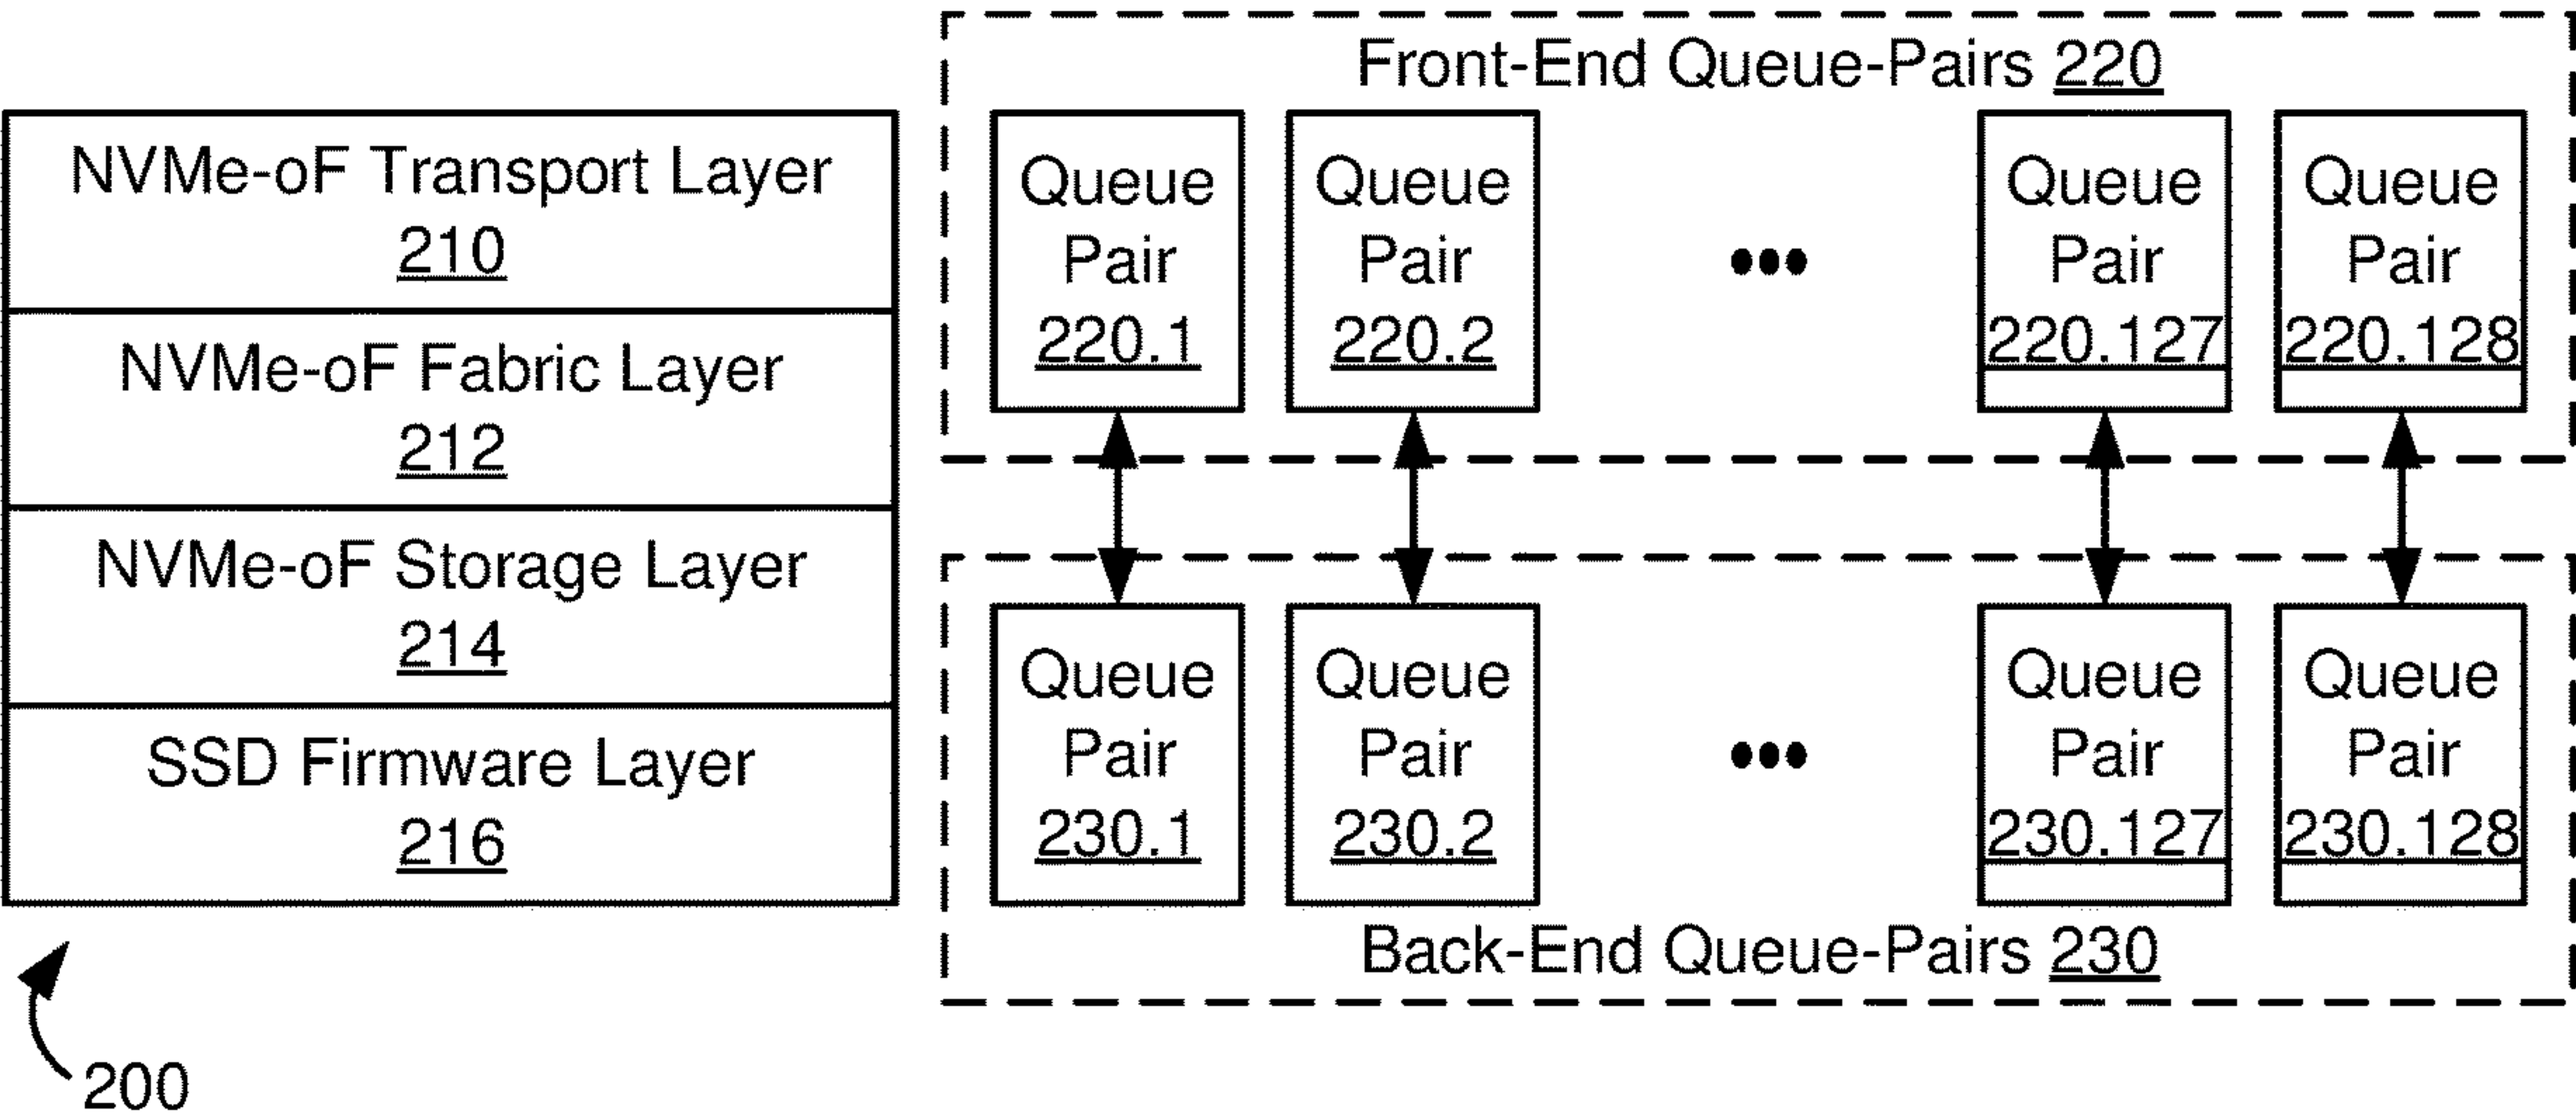 NVMe-oF Transport Layer
210
NVMe-oF Fabric Layer
212
NVMe-oF Storage Layer
214
SSD Firmware Layer
216
200
Front-End Queue-Pairs 220
Queue
Pair
220.1
Queue
Pair
220.2
•••
Queue
Pair
220.127
Queue
Pair
220.128
Queue
Pair
230.1
Queue
Pair
230.2
•••
Queue
Pair
230.127
Queue
Pair
230.128
Back-End Queue-Pairs 230